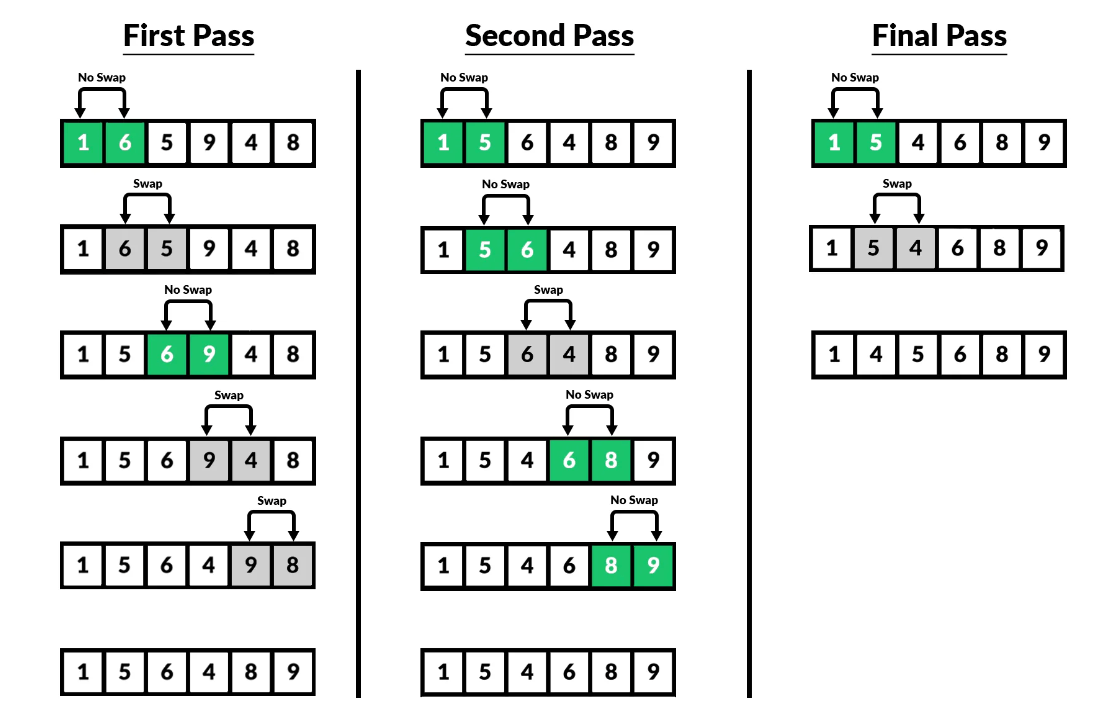 First Pass
No Swap
1 6 5 9 4 8
Swap
1 6 5 9 4 8
No Swap
1 5 6 9 4 8
Swap
1 5 6 9 4 8
Swap
1 5 6 4 9 8
1 5 6 4 8 9
Second Pass
No Swap
1 5 6 4 8 9
No Swap
1 5 6 4 8 9
Swap
1 5 6 4 8 9
No Swap
1 5 4 6 8 9
No Swap
1 5 4 6 8 9
1 5 4 6 8 9
Final Pass
No Swap
1 5 4 6 8 9
Swap
1 5 4 6 8 9
1 4 5 6 8 9